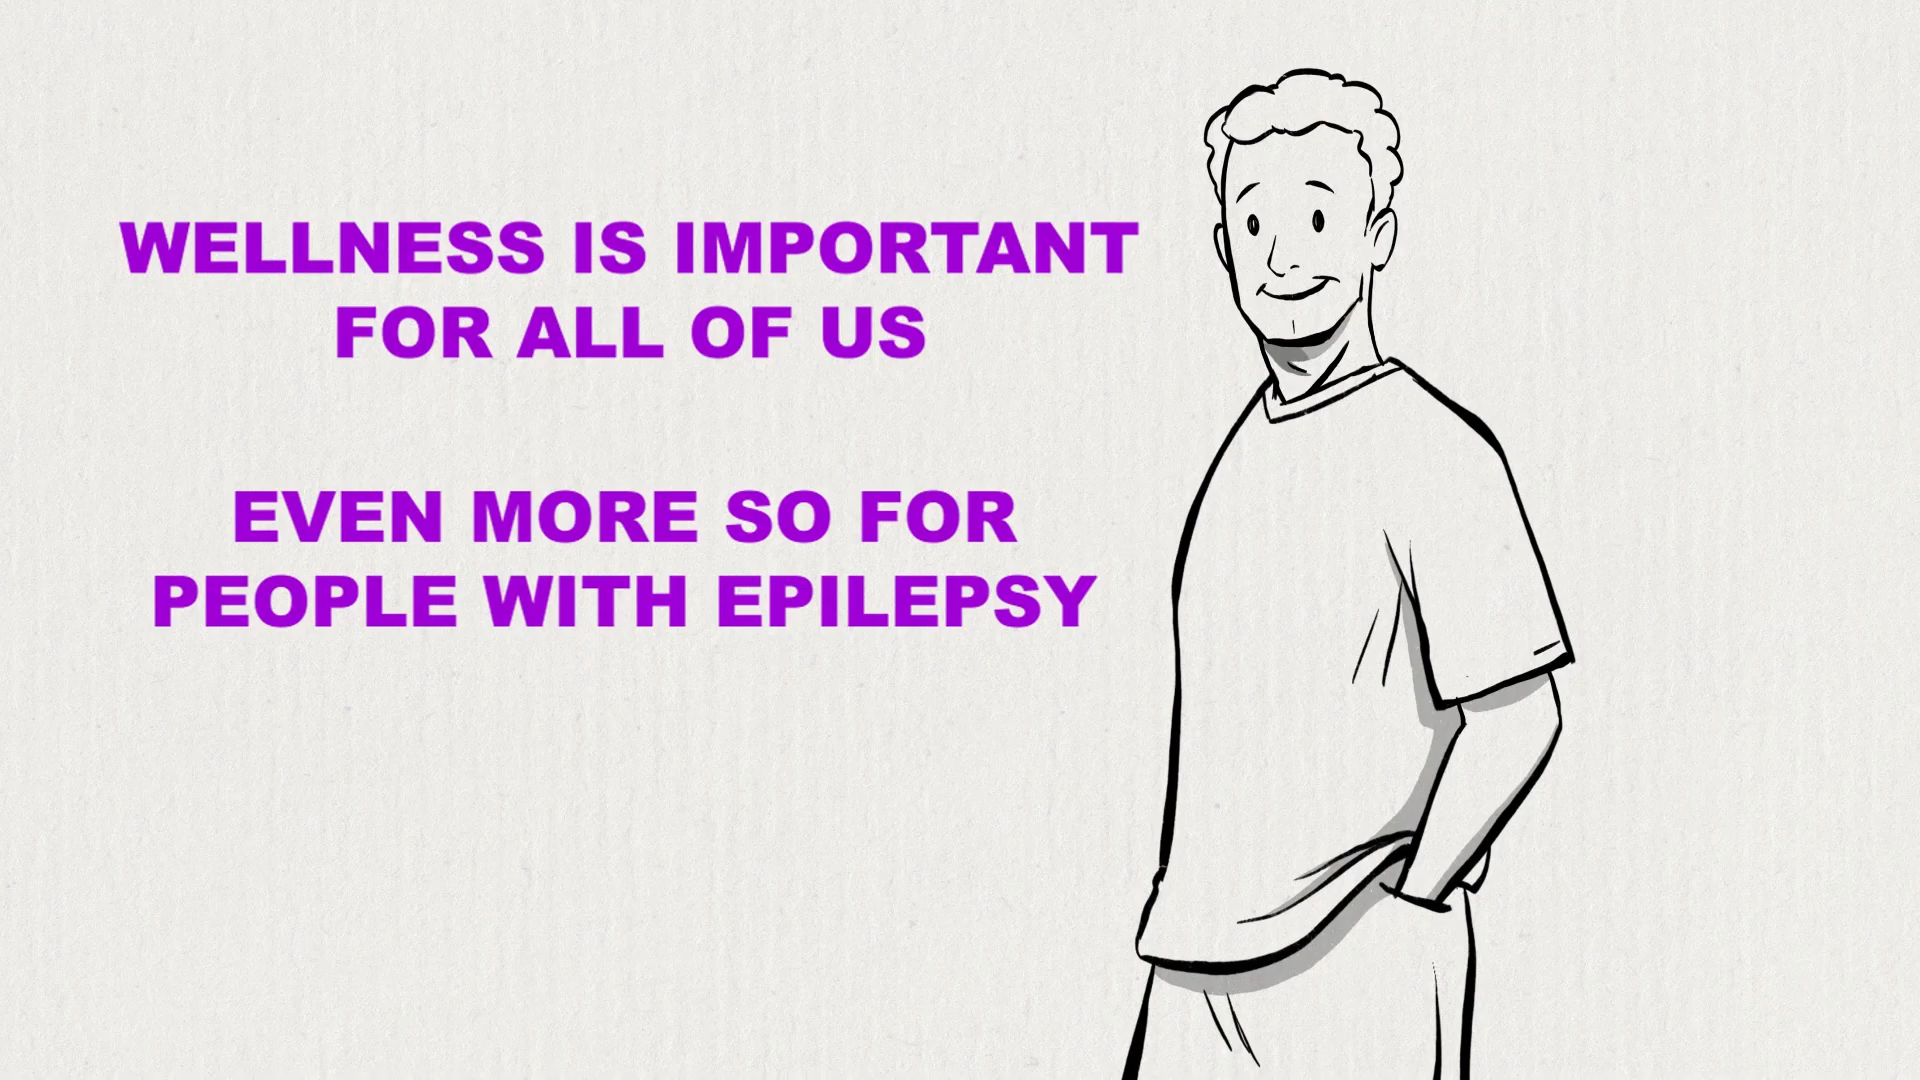 WELLNESS IS IMPORTANT
FOR ALL OF US
EVEN MORE SO FOR
PEOPLE WITH EPILEPSY